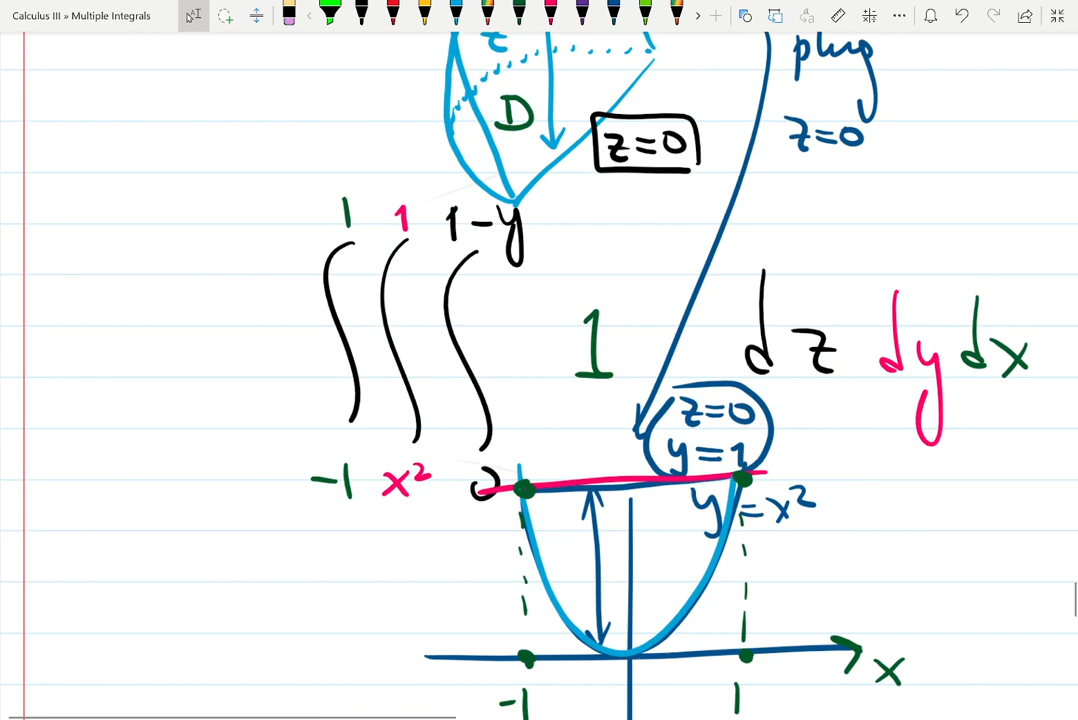 Calculus III » Multiple Integrals
plug
z=0
z
D
z=0
1 1 1-y
1 dz dy dx
-1 x² 0
z=0
y=1
y=x²
x
-1 1